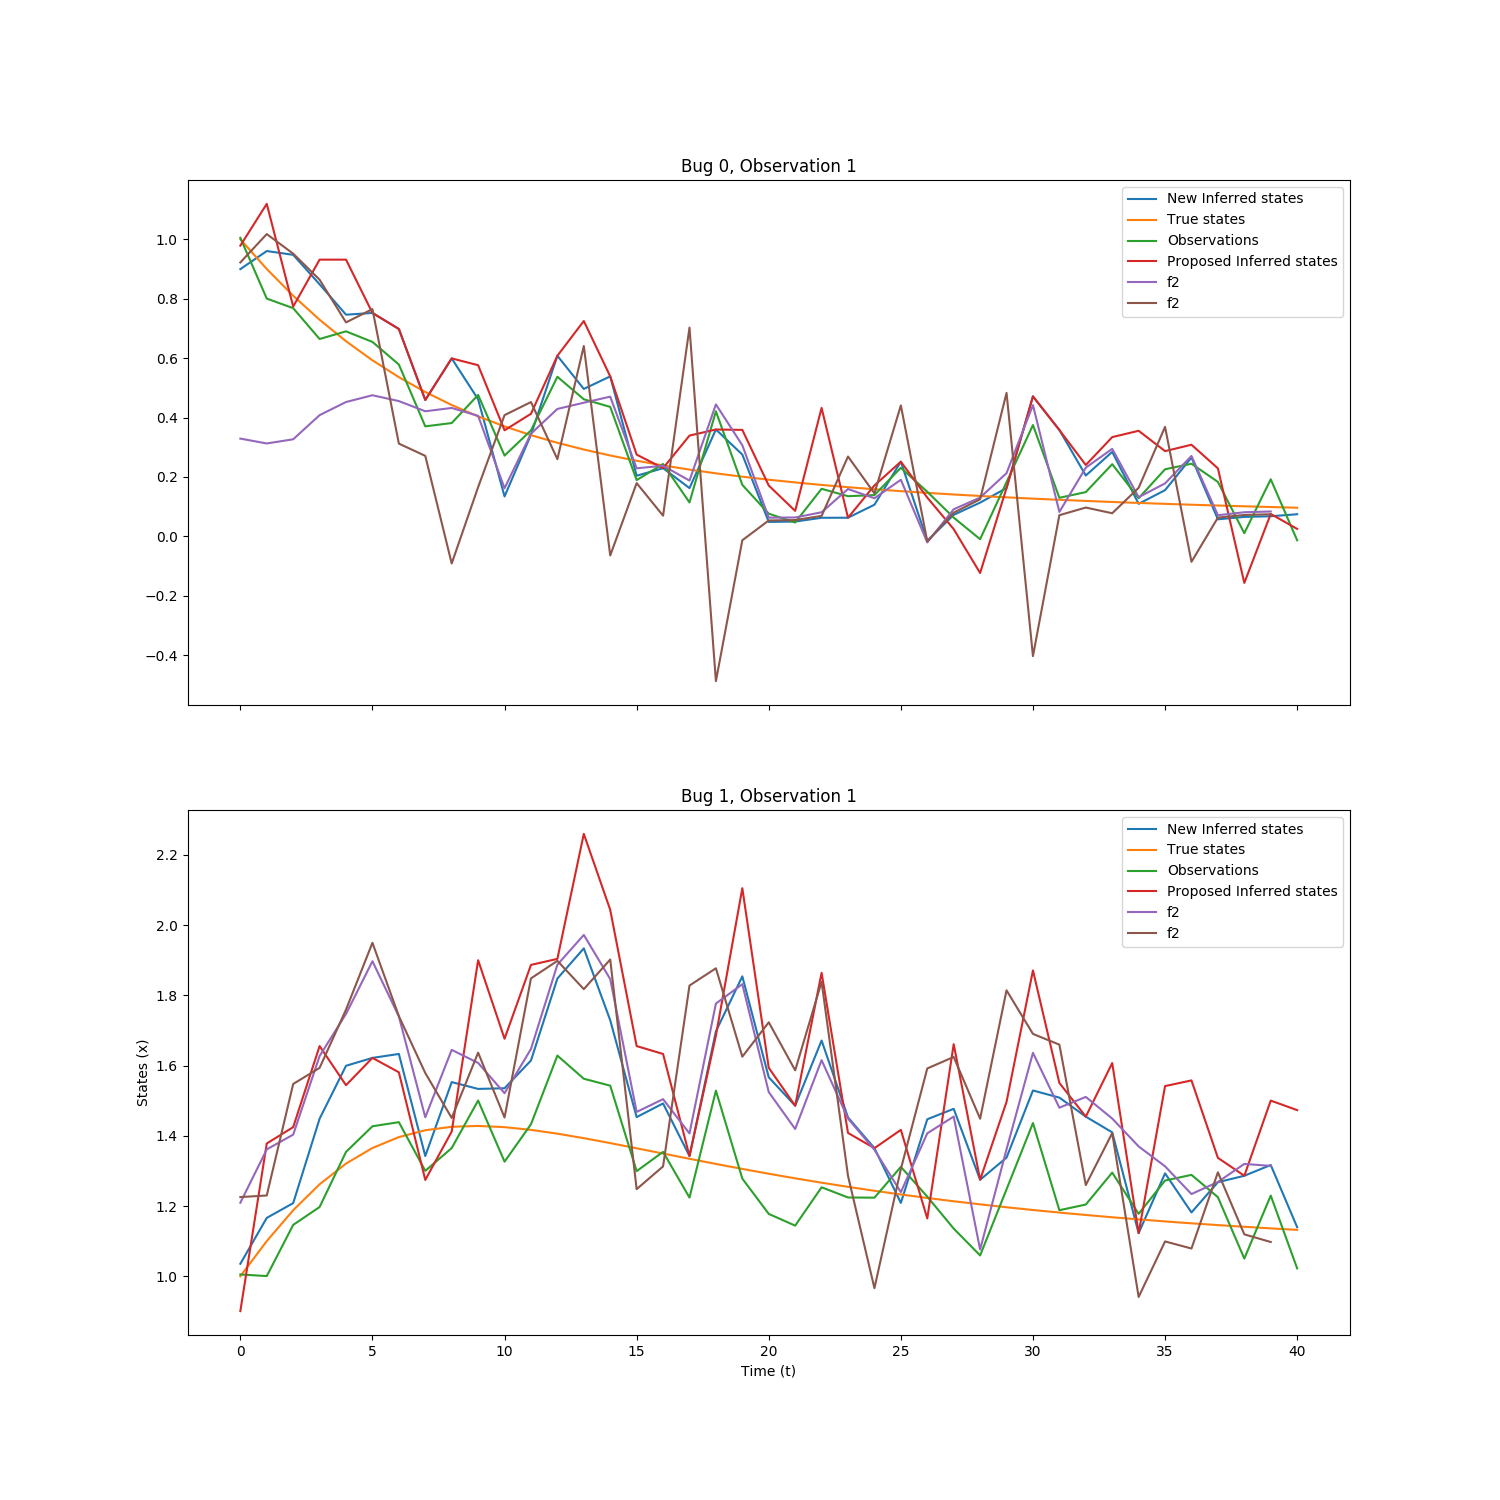 Bug 0, Observation 1
New Inferred states
True states
Observations
Proposed Inferred states
f2
f2
1.0
0.8
0.6
0.4
0.2
0.0
−0.2
−0.4
Bug 1, Observation 1
New Inferred states
True states
Observations
Proposed Inferred states
f2
f2
2.2
2.0
1.8
1.6
1.4
1.2
1.0
States (x)
0 5 10 15 20 25 30 35 40
Time (t)